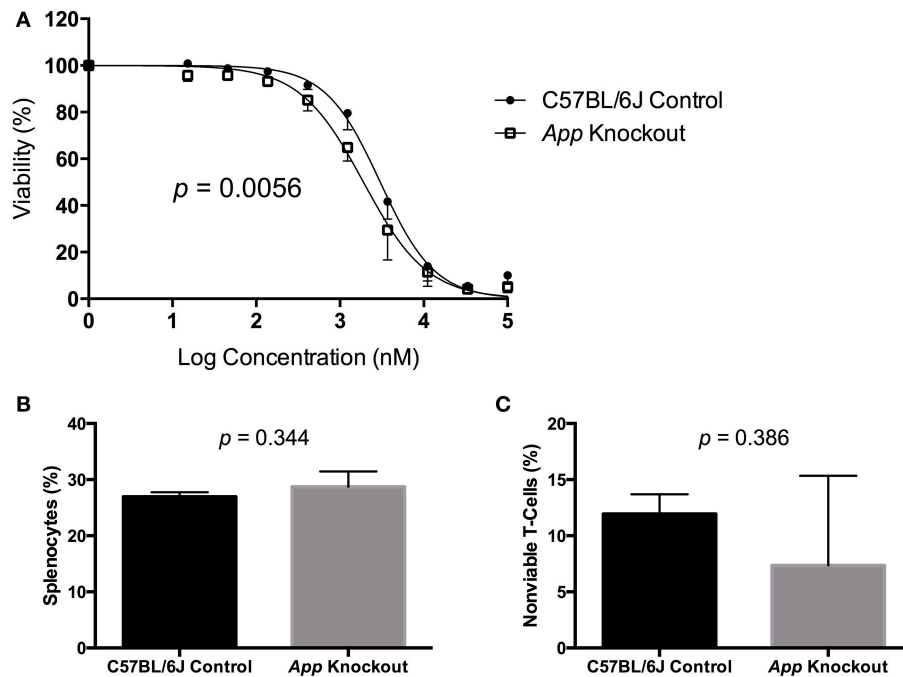 A
120
100
80
60
40
20
0
Viability (%)
p = 0.0056
0 1 2 3 4 5
Log Concentration (nM)
C57BL/6J Control
App Knockout
B
40
30
20
10
0
Splenocytes (%)
p = 0.344
C57BL/6J Control App Knockout
C
20
15
10
5
0
Nonviable T-Cells (%)
p = 0.386
C57BL/6J Control App Knockout